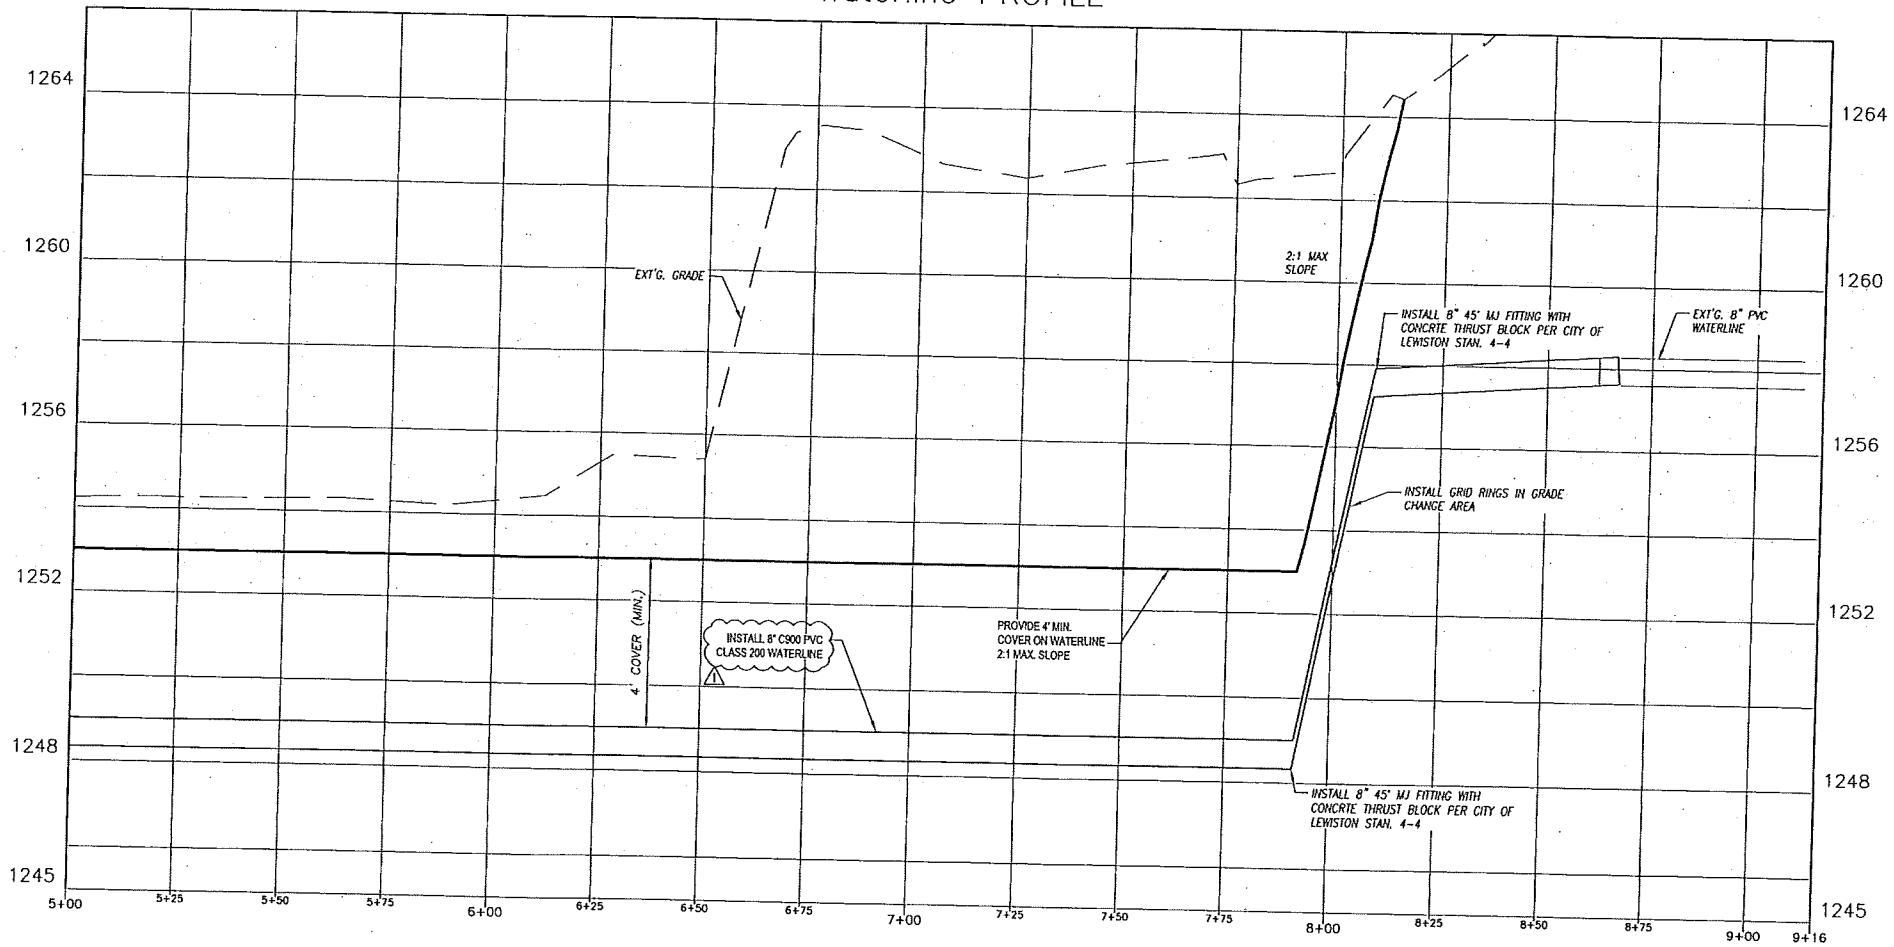 Waterline PROFILE
1264
1264
1260
1260
1256
1256
1252
1252
1248
1248
1245
1245
EXT'G. GRADE
2:1 MAX
SLOPE
INSTALL 8" 45° MJ FITTING WITH
CONCRTE THRUST BLOCK PER CITY OF
LEWISTON STAN. 4-4
EXT'G. 8" PVC
WATERLINE
INSTALL GRID RINGS IN GRADE
CHANGE AREA
4' COVER (MIN.)
INSTALL 8" C900 PVC
CLASS 200 WATERLINE
1
PROVIDE 4' MIN.
COVER ON WATERLINE
2:1 MAX. SLOPE
INSTALL 8" 45° MJ FITTING WITH
CONCRTE THRUST BLOCK PER CITY OF
LEWISTON STAN. 4-4
5+00 5+25 5+50 5+75 6+00 6+25 6+50 6+75 7+00 7+25 7+50 7+75 8+00 8+25 8+50 8+75 9+00 9+16